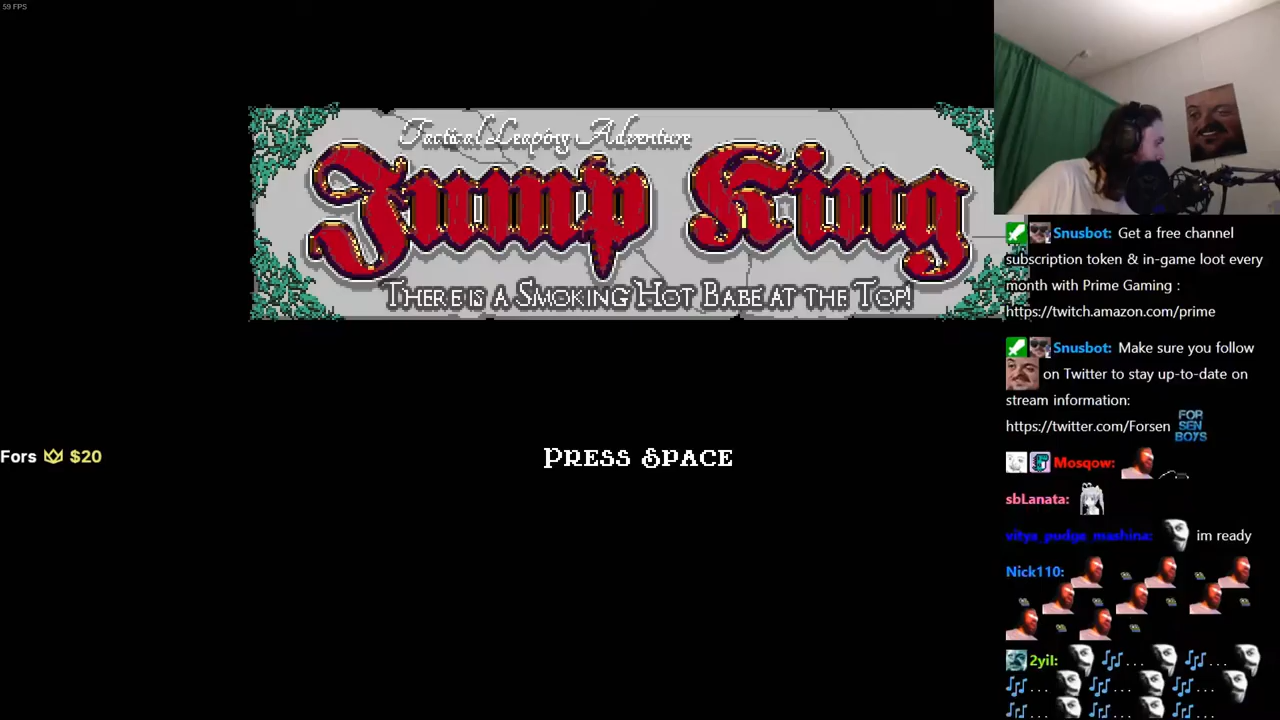 59 FPS
Tactical Leaping Adventure
Jump King
There is a Smoking Hot Babe at the Top!
Press Space
Fors $20
Snusbot: Get a free channel
subscription token & in-game loot every
month with Prime Gaming :
https://twitch.amazon.com/prime
Snusbot: Make sure you follow
on Twitter to stay up-to-date on
stream information:
https://twitter.com/Forsen FOR SEN BOYS
Mosqow:
sbLanata:
vitya_pudge_mashina: im ready
Nick110:
2yil: ... ...
... ... ...
... ... ...